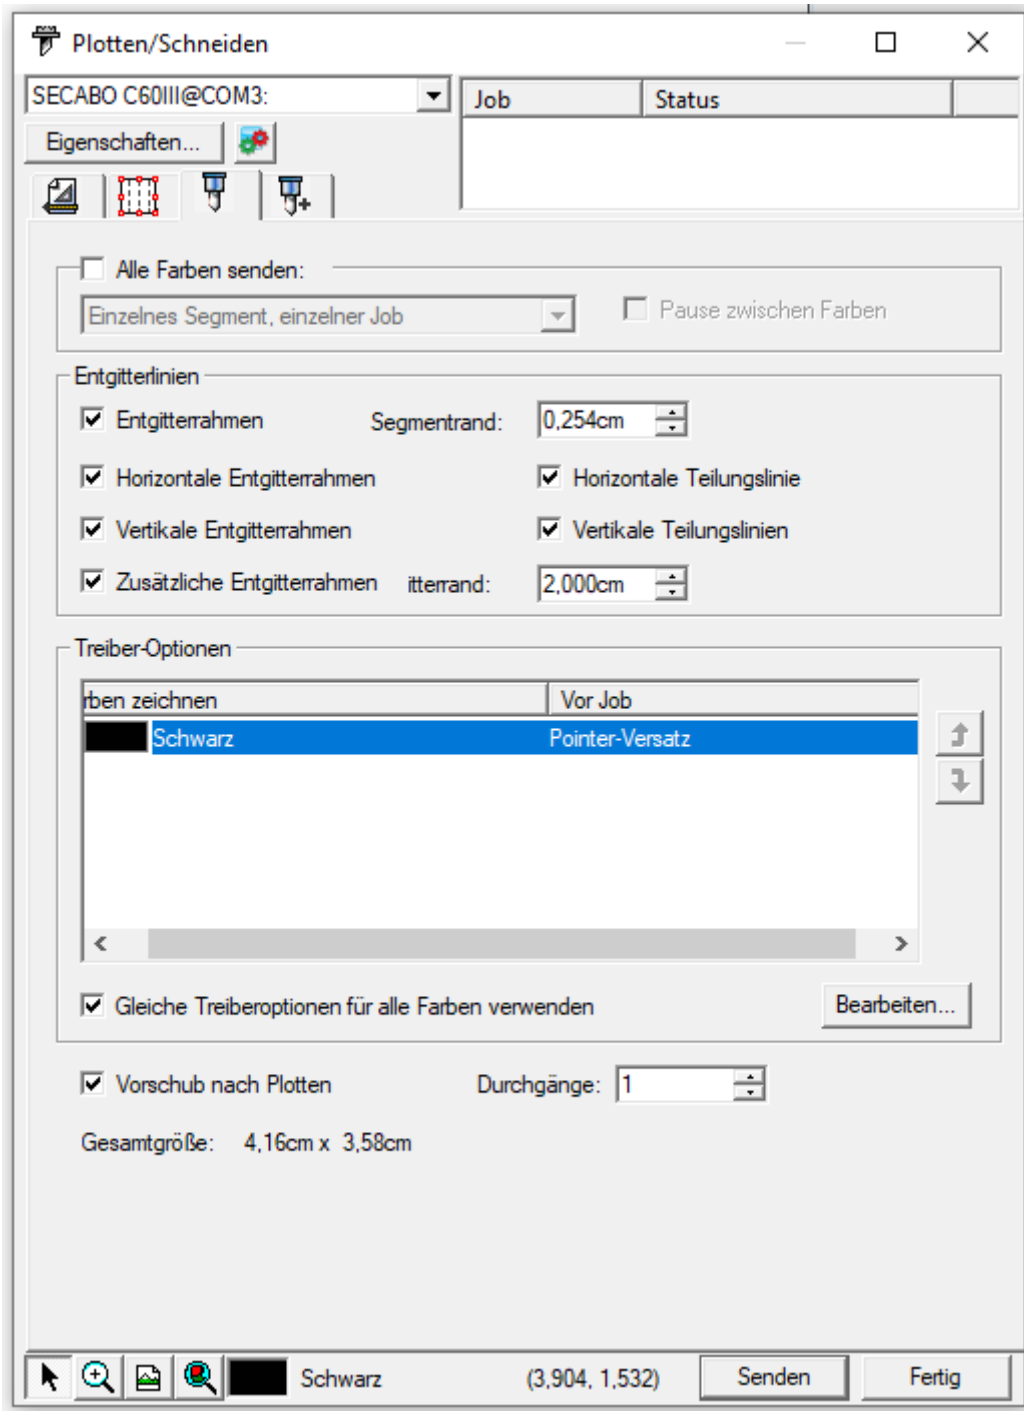 Plotten/Schneiden
SECABO C60III@COM3:
Job Status
Eigenschaften...
Alle Farben senden:
Einzelnes Segment, einzelner Job Pause zwischen Farben
Entgitterlinien
Entgitterrahmen Segmentrand: 0,254cm
Horizontale Entgitterrahmen Horizontale Teilungslinie
Vertikale Entgitterrahmen Vertikale Teilungslinien
Zusätzliche Entgitterrahmen itterrand: 2,000cm
Treiber-Optionen
rben zeichnen Vor Job
Schwarz Pointer-Versatz
Gleiche Treiberoptionen für alle Farben verwenden Bearbeiten...
Vorschub nach Plotten Durchgänge: 1
Gesamtgröße: 4,16cm x 3,58cm
Schwarz (3,904, 1,532) Senden Fertig